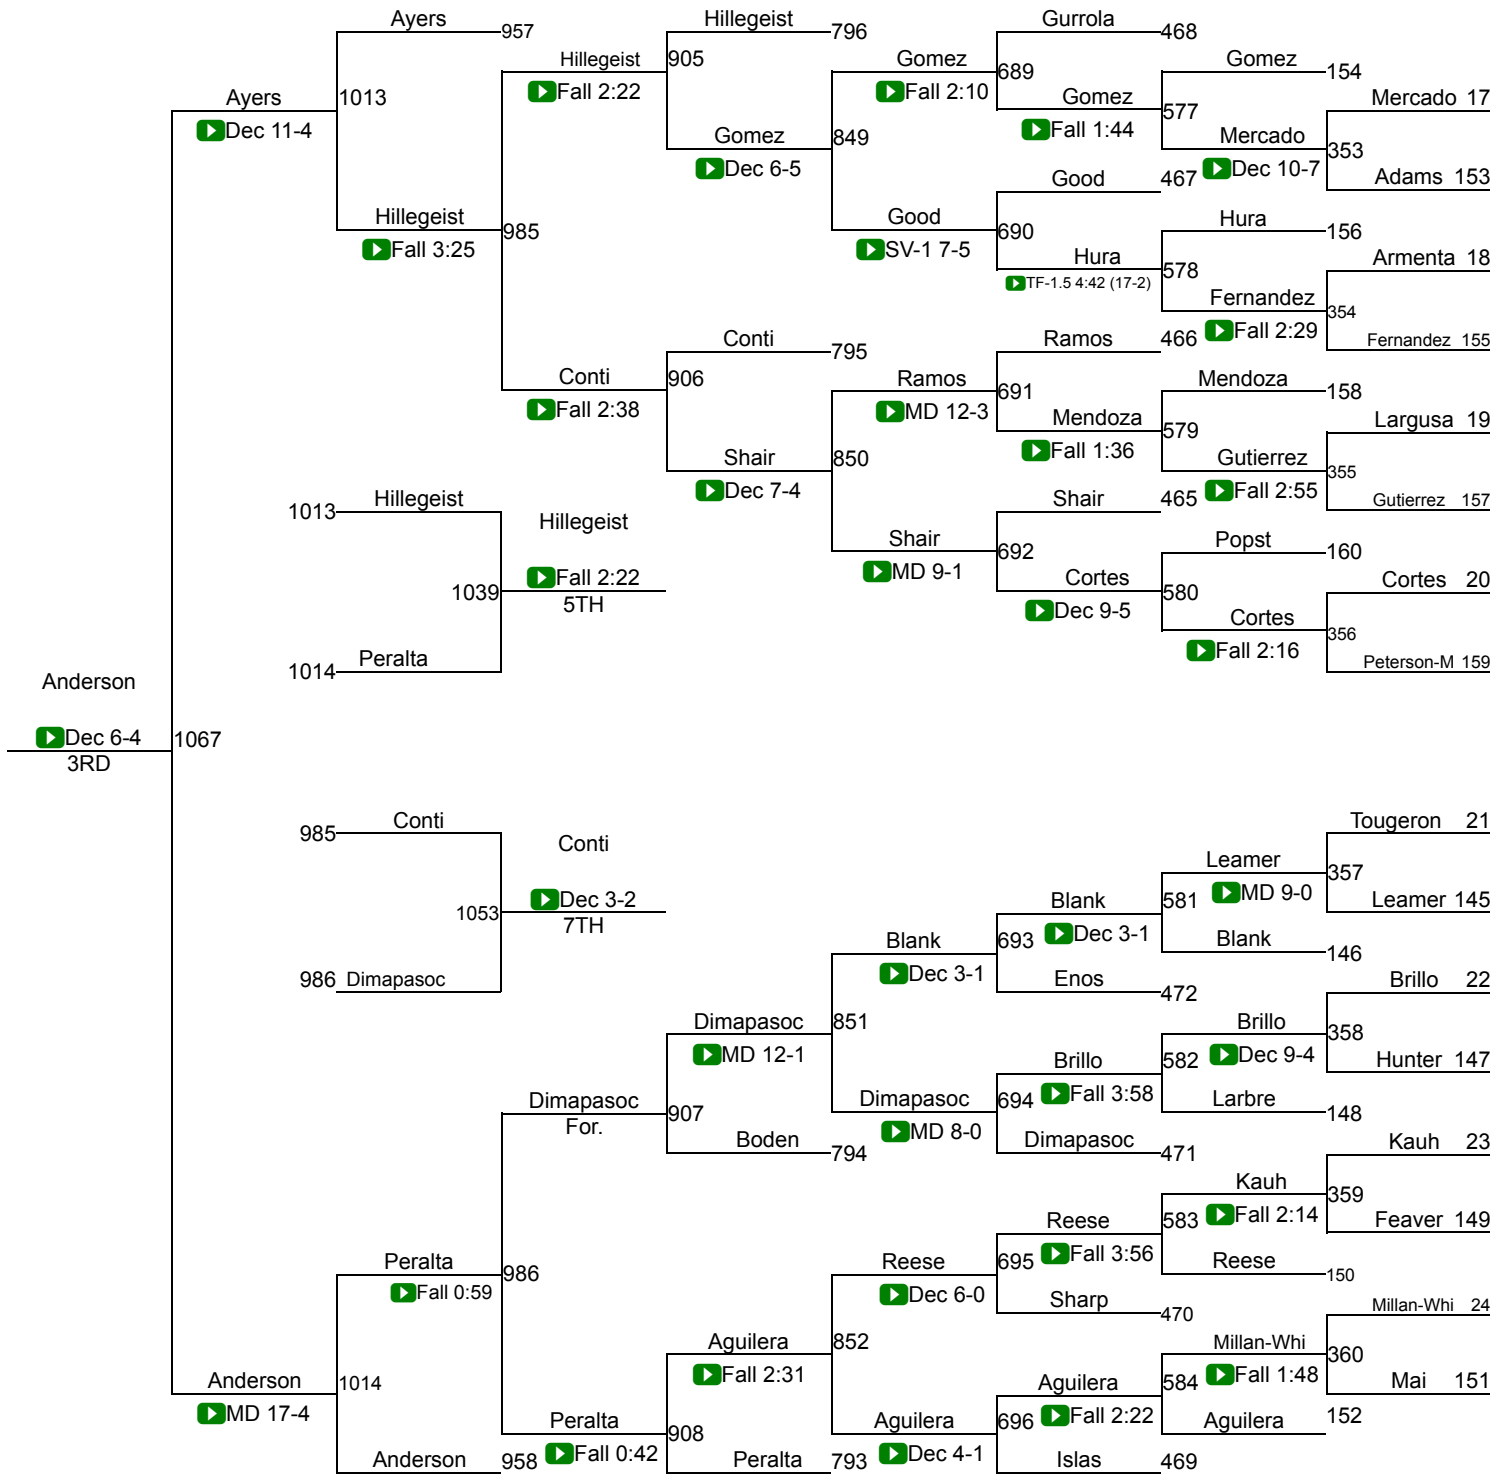 Ayers
957
Hillegeist
796
Gurrola
468
Hillegeist
905
Gomez
689
Gomez
154
Fall 2:22
Fall 2:10
Ayers
1013
Gomez
577
Mercado 17
Dec 11-4
Fall 1:44
Gomez
849
Mercado
353
Dec 6-5
Dec 10-7
Good
467
Adams 153
Hillegeist
985
Good
690
Hura
156
Fall 3:25
SV-1 7-5
Hura
578
Armenta 18
TF-1.5 4:42 (17-2)
Fernandez
354
Conti
795
Ramos
466
Fall 2:29
Fernandez 155
Conti
906
Ramos
691
Mendoza
158
Fall 2:38
MD 12-3
Mendoza
579
Largusa 19
Fall 1:36
Shair
850
Gutierrez
355
Dec 7-4
Fall 2:55
Hillegeist
1013
Shair
465
Gutierrez 157
Hillegeist
Shair
692
Popst
160
MD 9-1
Fall 2:22
1039
5TH
Cortes
580
Cortes 20
Dec 9-5
Cortes
356
Fall 2:16
Peralta
1014
Peterson-M 159
Anderson
Dec 6-4
1067
3RD
Conti
985
Tougeron 21
Conti
Leamer
357
MD 9-0
Dec 3-2
1053
7TH
Blank
581
Leamer 145
Dec 3-1
Blank
693
Blank
146
Dec 3-1
986 Dimapasoc
Enos
472
Brillo 22
Dimapasoc
851
Brillo
358
MD 12-1
Dec 9-4
Brillo
582
Hunter 147
Fall 3:58
Dimapasoc
907
Dimapasoc
694
Larbre
148
For.
MD 8-0
Boden
794
Dimapasoc
471
Kauh 23
Kauh
359
Fall 2:14
Reese
583
Feaver 149
Fall 3:56
Peralta
986
Reese
695
Reese
150
Fall 0:59
Dec 6-0
Sharp
470
Millan-Whi 24
Aguilera
852
Millan-Whi
360
Fall 2:31
Fall 1:48
Anderson
1014
Aguilera
584
Mai 151
MD 17-4
Fall 2:22
Peralta
908
Aguilera
696
Aguilera
152
Fall 0:42
Dec 4-1
Anderson
958
Peralta
793
Islas
469